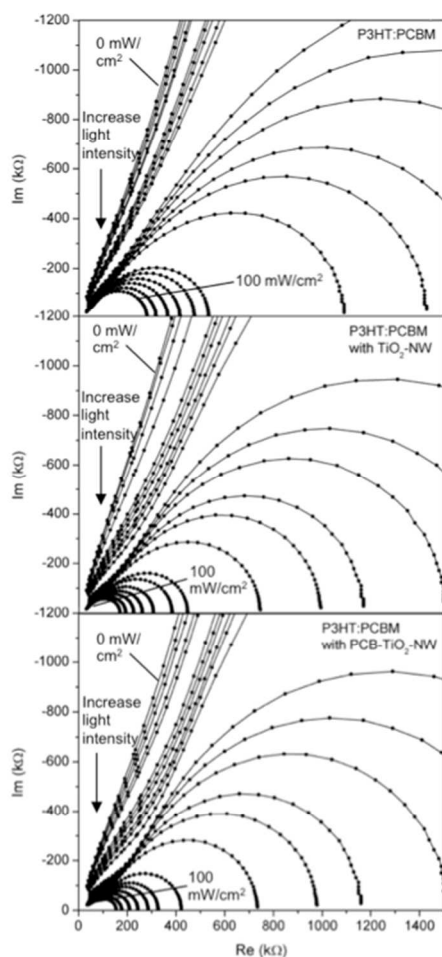 -1200
P3HT:PCBM
0 mW/
cm²
-1000
Increase
light
intensity
-800
Im (kΩ)
-600
-400
-200
100 mW/cm²
-1200
P3HT:PCBM
with TiO₂-NW
0 mW/
cm²
-1000
Increase
light
intensity
-800
Im (kΩ)
-600
-400
-200
100
mW/cm²
-1200
P3HT:PCBM
with PCB-TiO₂-NW
0 mW/
cm²
-1000
Increase
light
intensity
-800
Im (kΩ)
-600
-400
-200
100
mW/cm²
0
0 200 400 600 800 1000 1200 1400
Re (kΩ)